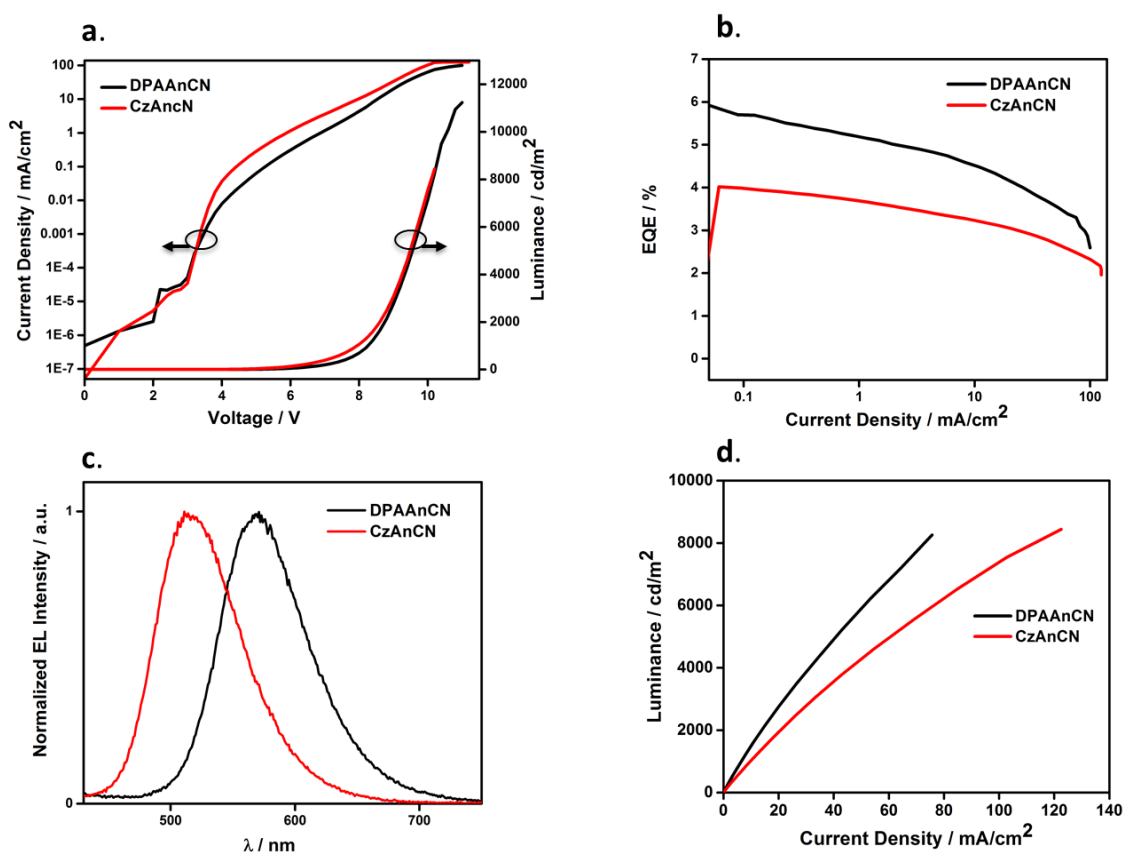 a.
DPAAnCN
CzAncN
100
10
1
0.1
0.01
0.001
1E-4
1E-5
1E-6
1E-7
Current Density / mA/cm2
0 2 4 6 8 10
Voltage / V
12000
10000
8000
6000
4000
2000
0
Luminance / cd/m2
b.
DPAAnCN
CzAnCN
7
6
5
4
3
2
1
0
EQE / %
0.1 1 10 100
Current Density / mA/cm2
c.
DPAAnCN
CzAnCN
1
0
Normalized EL Intensity / a.u.
500 600 700
λ / nm
d.
DPAAnCN
CzAnCN
10000
8000
6000
4000
2000
0
Luminance / cd/m2
0 20 40 60 80 100 120 140
Current Density / mA/cm2